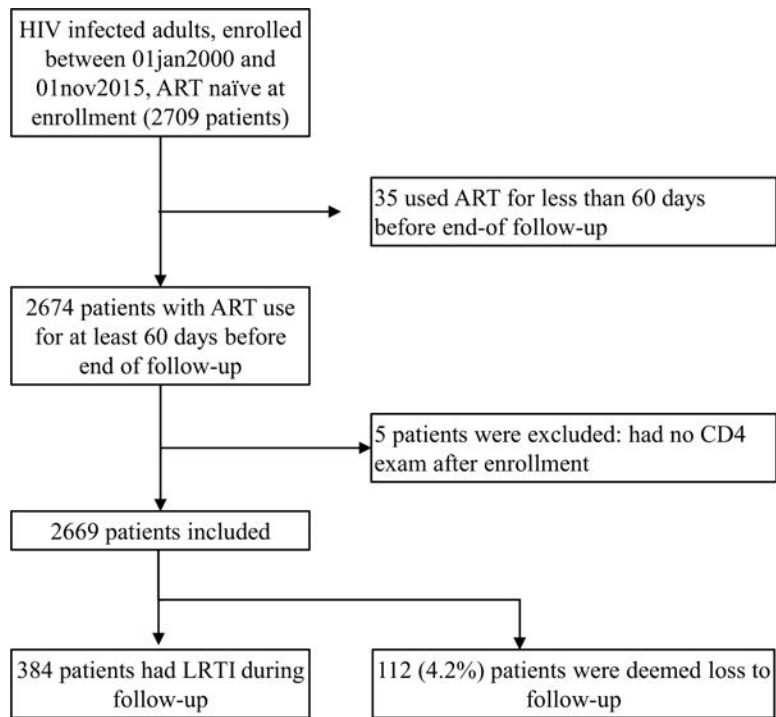 HIV infected adults, enrolled
between 01jan2000 and
01nov2015, ART naïve at
enrollment (2709 patients)
35 used ART for less than 60 days
before end-of follow-up
2674 patients with ART use
for at least 60 days before
end of follow-up
5 patients were excluded: had no CD4
exam after enrollment
2669 patients included
384 patients had LRTI during
follow-up
112 (4.2%) patients were deemed loss to
follow-up